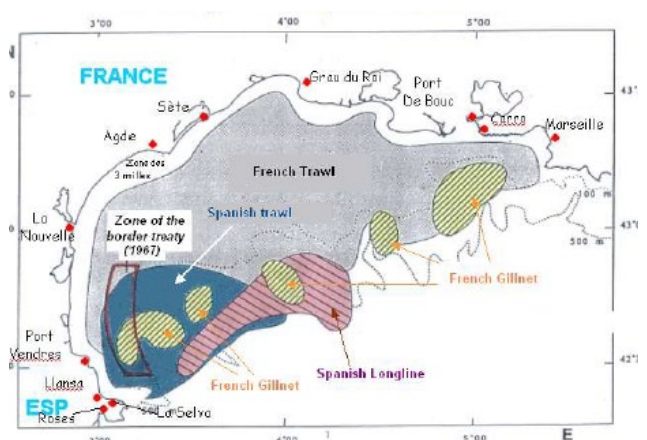 3°00
4°00
5°00
FRANCE
Grau du Roi
Port
De Bouc
Sète
Carro
Marseille
Agde
Zone des
3 milles
French Trawl
100 m
La
Nouvelle
Zone of the
border treaty
(1967)
Spanish trawl
43°0
500 m
French Gillnet
Port
Vendres
Llansa
French Gillnet
Spanish Longline
42°0
ESP
Roses
La Selva
E